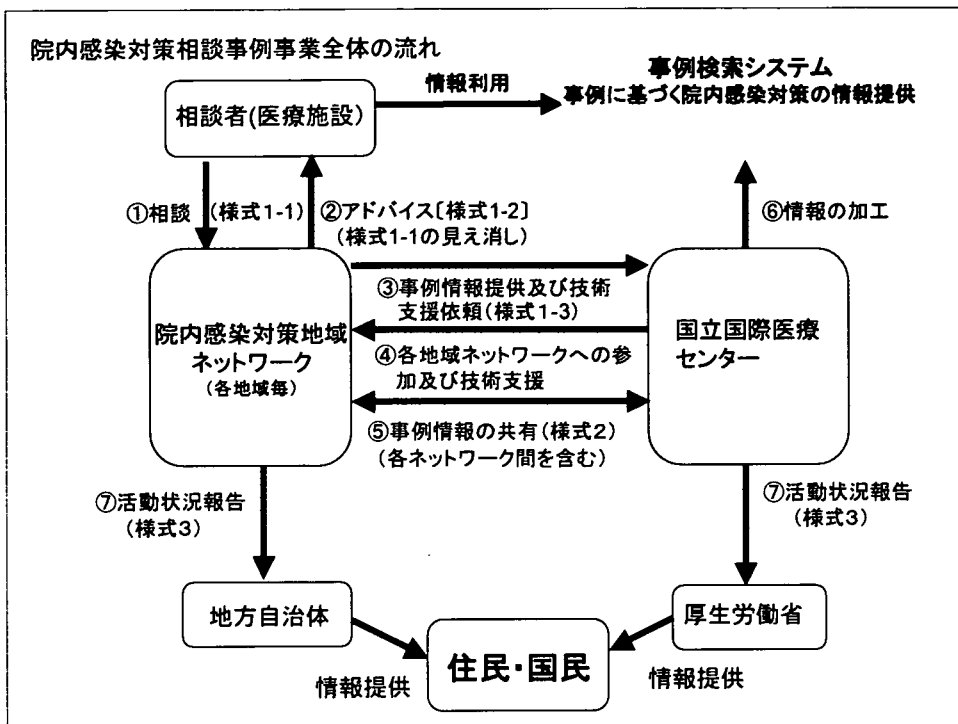 院内感染対策相談事例事業全体の流れ
事例検索システム
事例に基づく院内感染対策の情報提供
情報利用
相談者(医療施設)
①相談
(様式1-1)
②アドバイス〔様式1-2〕
(様式1-1の見え消し)
⑥情報の加工
③事例情報提供及び技術
支援依頼(様式1-3)
院内感染対策地域
ネットワーク
(各地域毎)
国立国際医療
センター
④各地域ネットワークへの参
加及び技術支援
⑤事例情報の共有(様式2)
(各ネットワーク間を含む)
⑦活動状況報告
(様式3)
⑦活動状況報告
(様式3)
地方自治体
厚生労働省
住民・国民
情報提供
情報提供